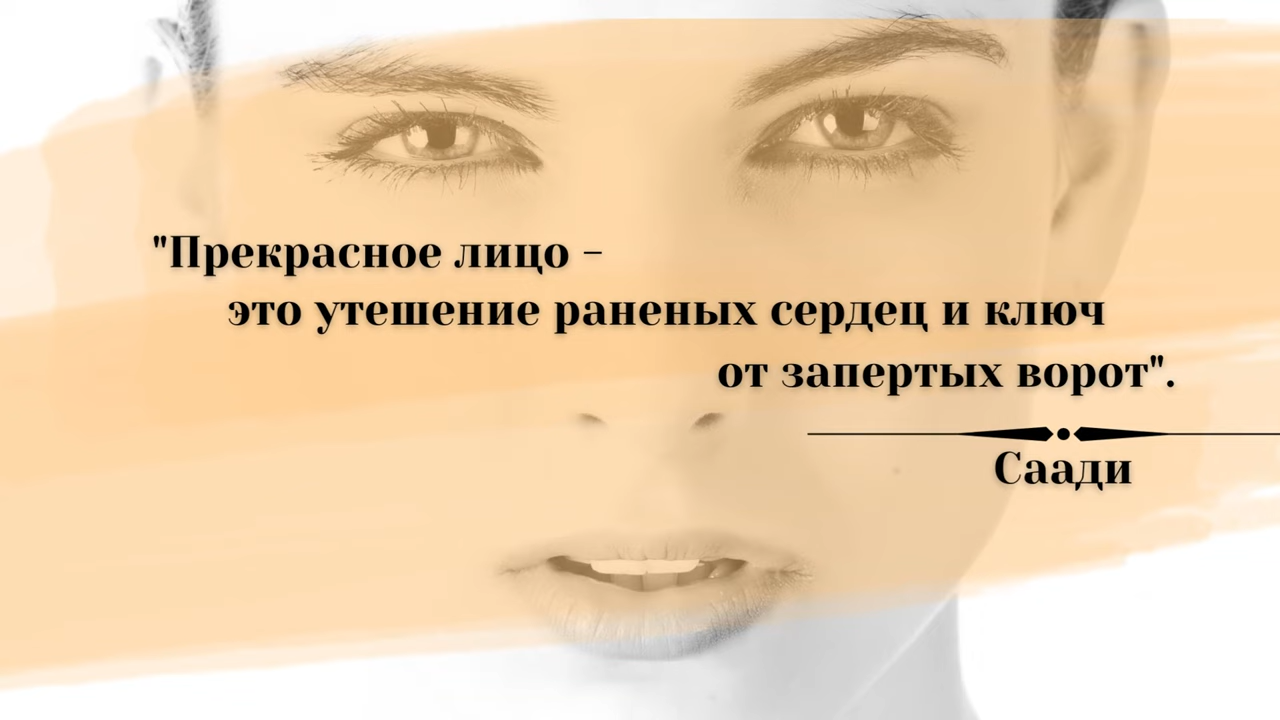 "Прекрасное лицо –
это утешение раненых сердец и ключ
от запертых ворот".
Саади